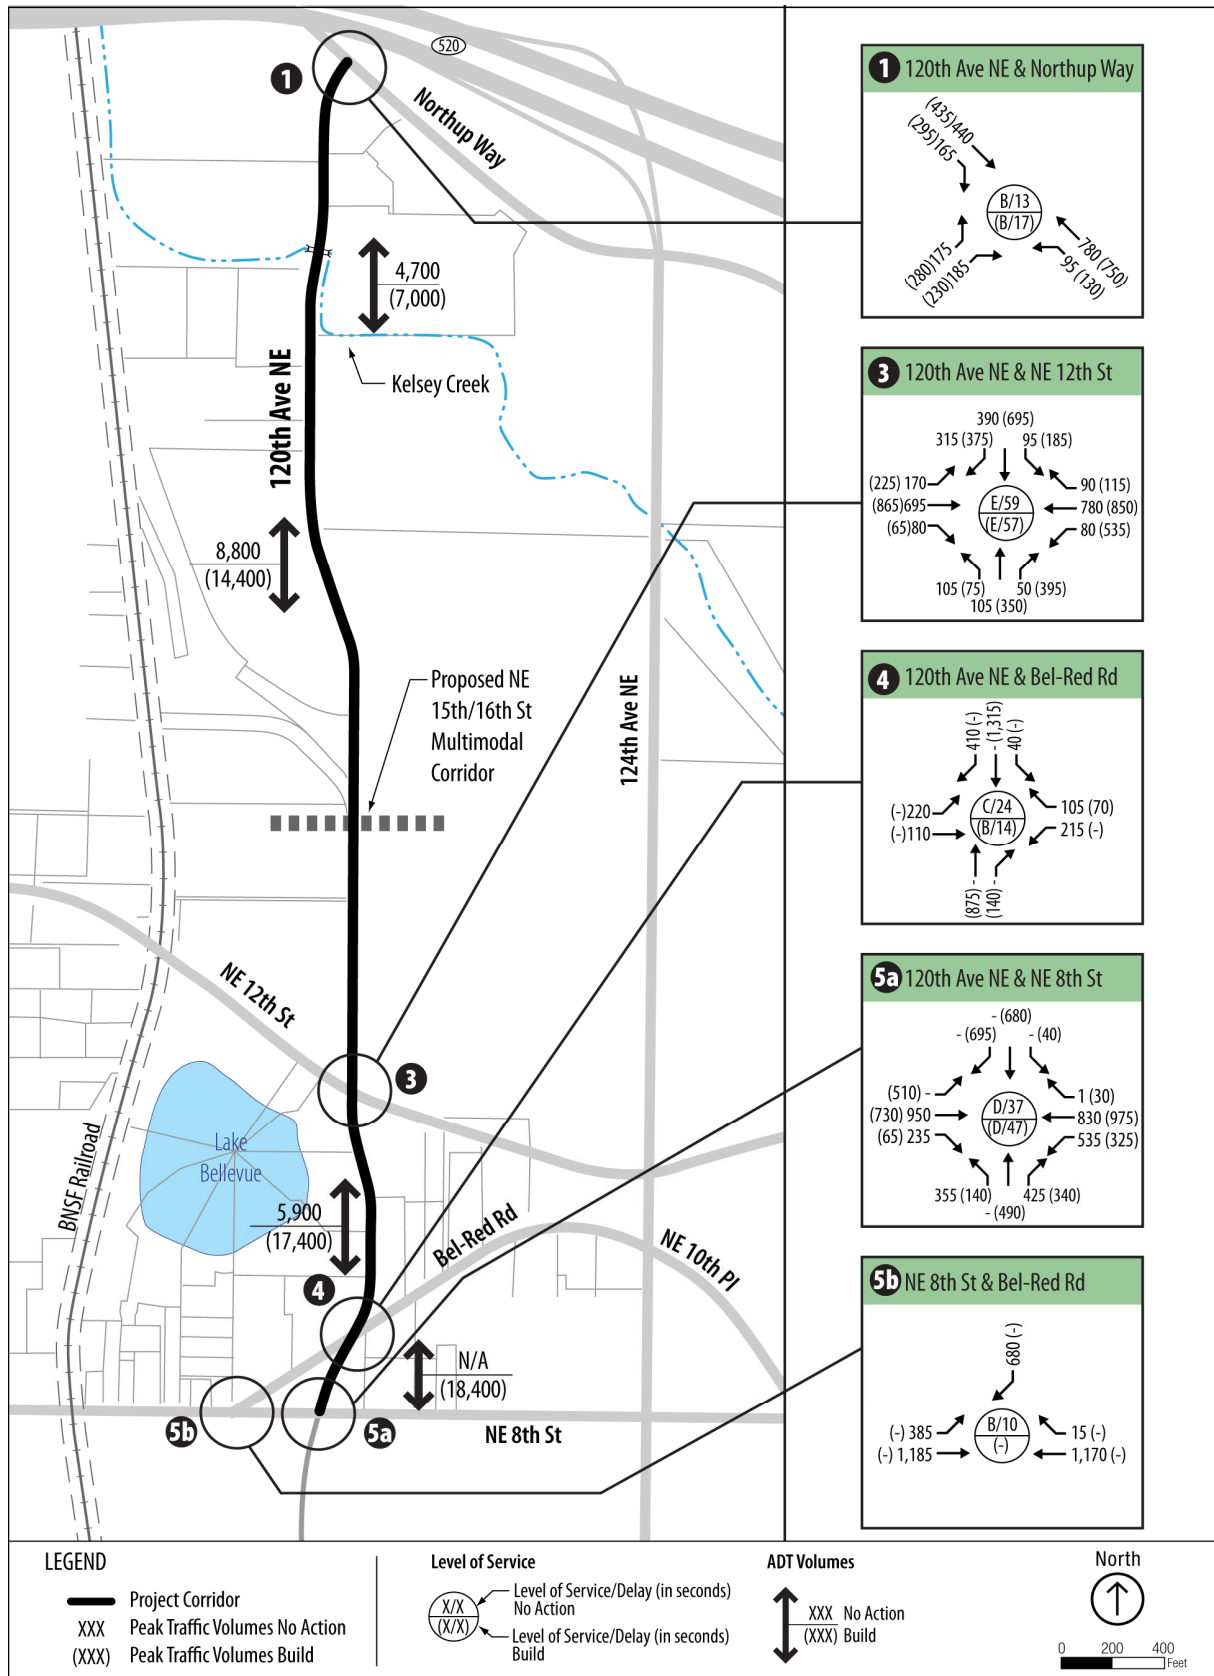 520
1
Northup Way
4,700
(7,000)
Kelsey Creek
120th Ave NE
8,800
(14,400)
Proposed NE
15th/16th St
Multimodal
Corridor
124th Ave NE
NE 12th St
3
Lake
Bellevue
BNSF Railroad
5,900
(17,400)
Bel-Red Rd
NE 10th Pl
4
N/A
(18,400)
5b
5a
NE 8th St
1 120th Ave NE & Northup Way
(435)440
(295)165
B/13
(B/17)
(280)175
(230)185
780 (750)
95 (130)
3 120th Ave NE & NE 12th St
390 (695)
315 (375) 95 (185)
(225) 170 90 (115)
(865)695 E/59 780 (850)
(65)80 (E/57) 80 (535)
105 (75) 50 (395)
105 (350)
4 120th Ave NE & Bel-Red Rd
410 (-)
- (1,315)
40 (-)
(-)220 C/24 105 (70)
(-)110 (B/14) 215 (-)
(875) -
(140) -
5a 120th Ave NE & NE 8th St
- (680)
- (695) - (40)
(510) - 1 (30)
(730) 950 D/37 830 (975)
(65) 235 (D/47) 535 (325)
355 (140) 425 (340)
- (490)
5b NE 8th St & Bel-Red Rd
680 (-)
(-) 385 B/10 15 (-)
(-) 1,185 (-) 1,170 (-)
LEGEND
Project Corridor
XXX Peak Traffic Volumes No Action
(XXX) Peak Traffic Volumes Build
Level of Service
X/X
(X/X)
Level of Service/Delay (in seconds)
No Action
Level of Service/Delay (in seconds)
Build
ADT Volumes
XXX No Action
(XXX) Build
North
0 200 400
Feet